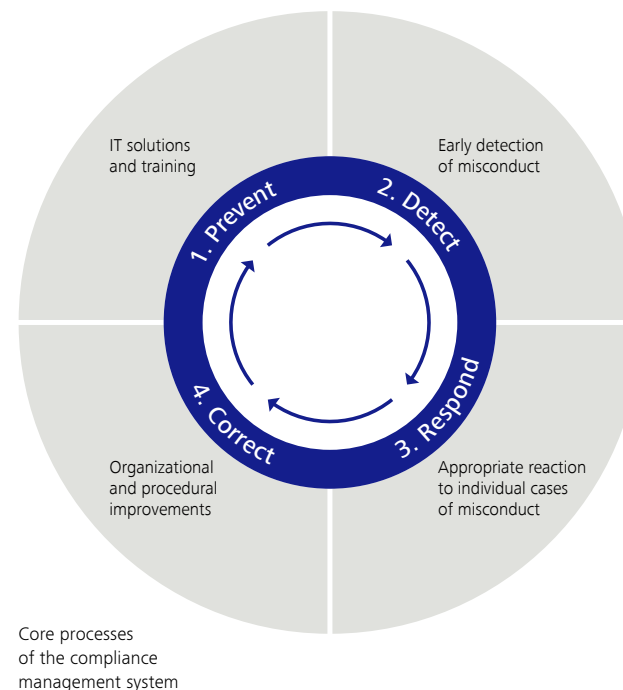 IT solutions
and training
Early detection
of misconduct
1. Prevent
2. Detect
3. Respond
4. Correct
Appropriate reaction
to individual cases
of misconduct
Organizational
and procedural
improvements
Core processes
of the compliance
management system